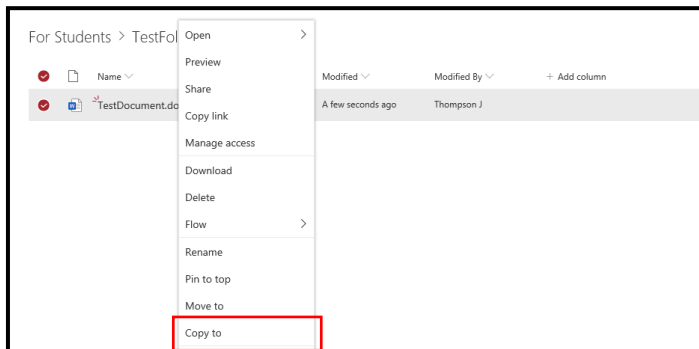 For Students > TestFol
Name
Modified
Modified By
+ Add column
TestDocument.do
A few seconds ago
Thompson J
Open
Preview
Share
Copy link
Manage access
Download
Delete
Flow
Rename
Pin to top
Move to
Copy to